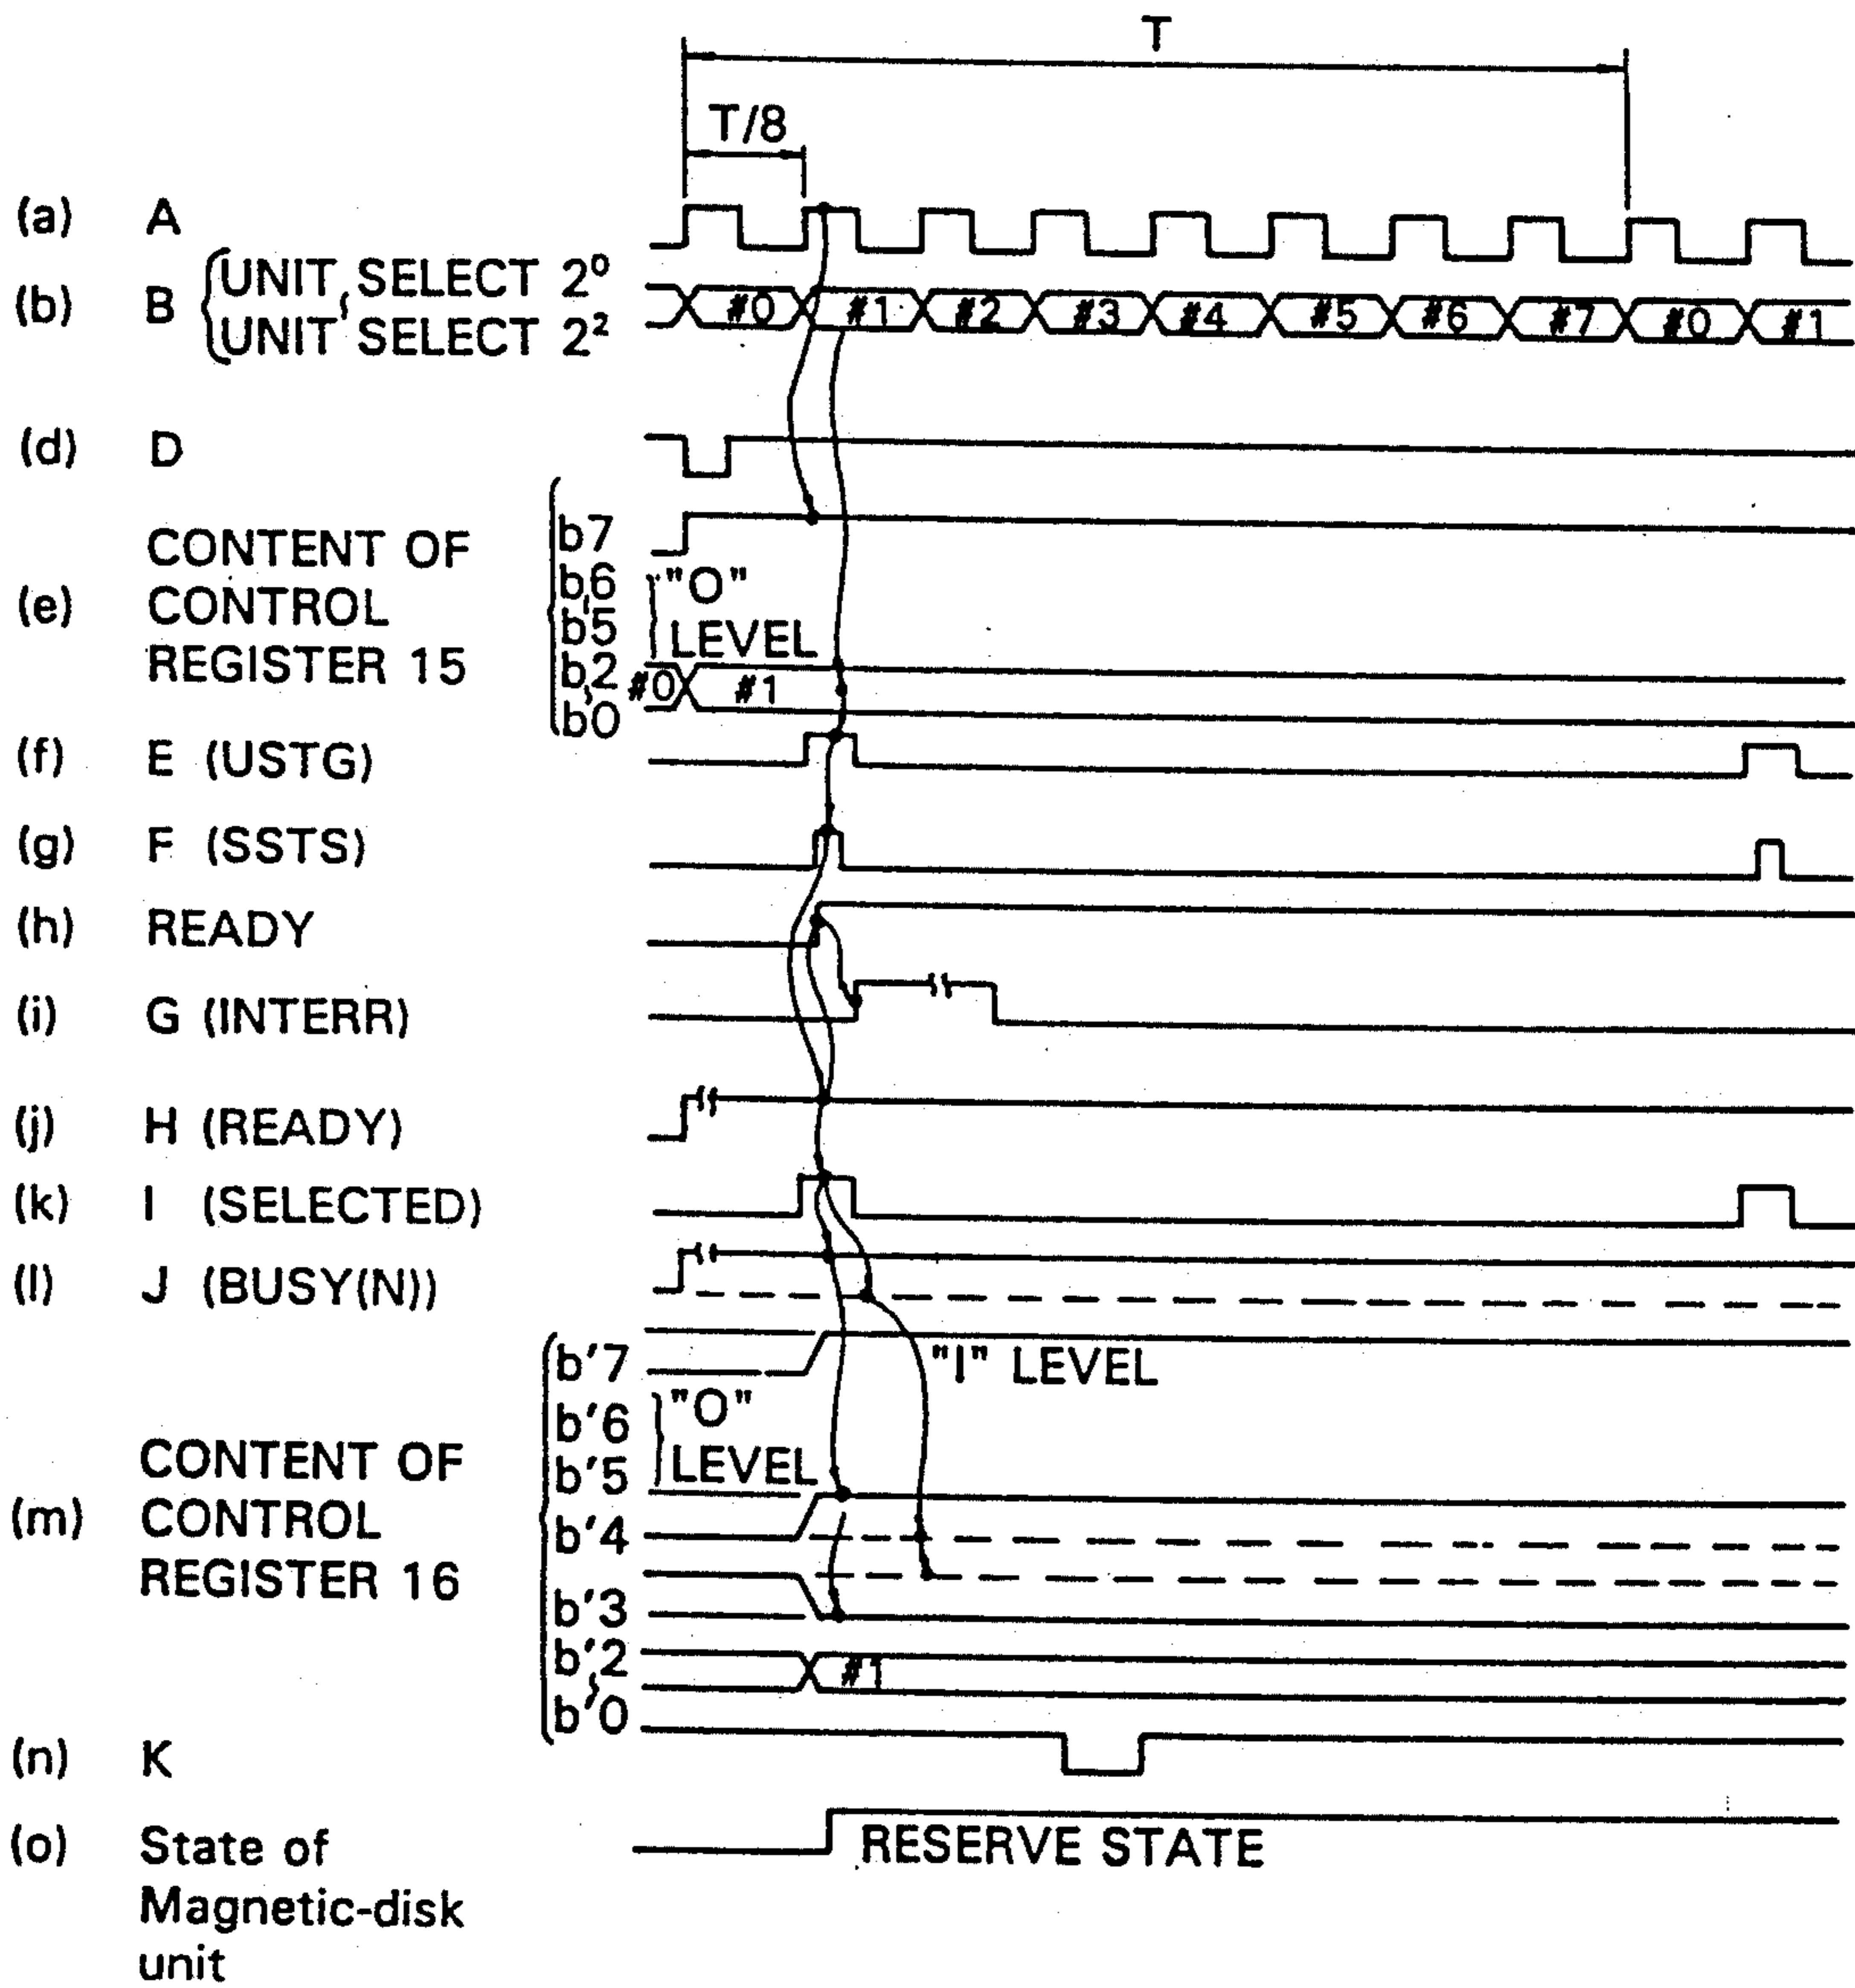 T
T/8
(a) A
(b) B UNIT SELECT 2⁰
UNIT SELECT 2²
#0 #1 #2 #3 #4 #5 #6 #7 #0 #1
(d) D
(e) CONTENT OF CONTROL REGISTER 15
b7
b6
b5
"O" LEVEL
b2
b0
#0 #1
(f) E (USTG)
(g) F (SSTS)
(h) READY
(i) G (INTERR)
(j) H (READY)
(k) I (SELECTED)
(l) J (BUSY(N))
(m) CONTENT OF CONTROL REGISTER 16
b'7
"I" LEVEL
b'6
b'5
"O" LEVEL
b'4
b'3
b'2
b'0
#1
(n) K
(o) State of Magnetic-disk unit
RESERVE STATE